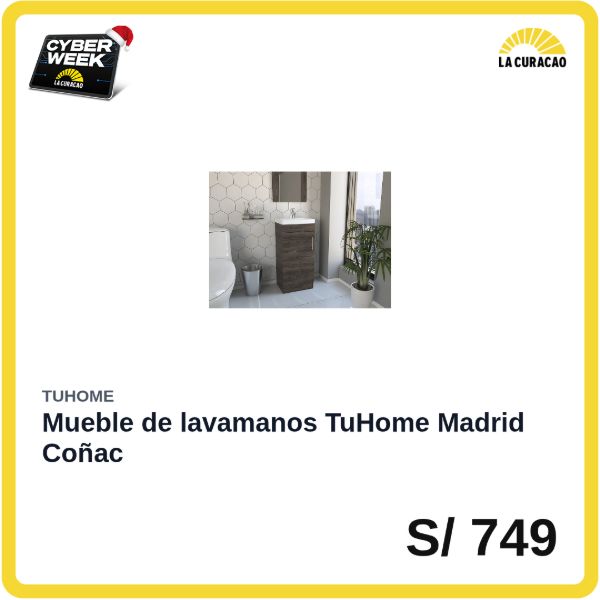 CYBER
WEEK
LA CURACAO
LA CURACAO
TUHOME
Mueble de lavamanos TuHome Madrid
Coñac
S/ 749